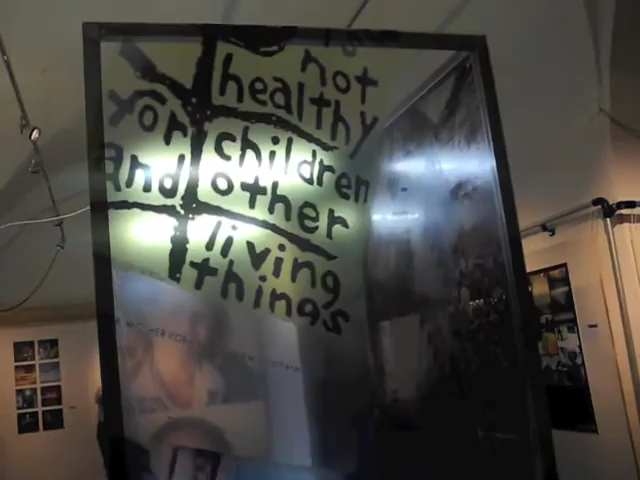 not
healthy
for children
and other
living
things